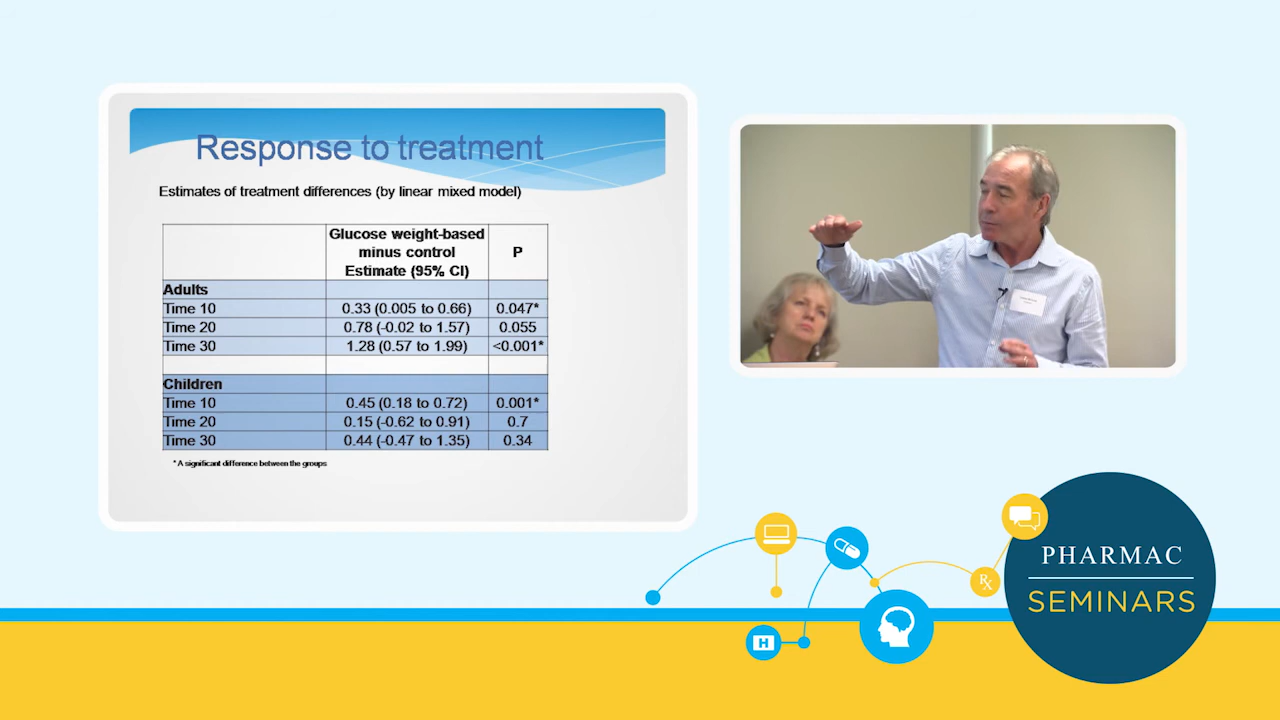 Response to treatment
Estimates of treatment differences (by linear mixed model)
Glucose weight-based
minus control
Estimate (95% CI)
P
Adults
Time 10 0.33 (0.005 to 0.66) 0.047*
Time 20 0.78 (-0.02 to 1.57) 0.055
Time 30 1.28 (0.57 to 1.99) <0.001*
Children
Time 10 0.45 (0.18 to 0.72) 0.001*
Time 20 0.15 (-0.62 to 0.91) 0.7
Time 30 0.44 (-0.47 to 1.35) 0.34
* A significant difference between the groups
H
Rx
PHARMAC
SEMINARS